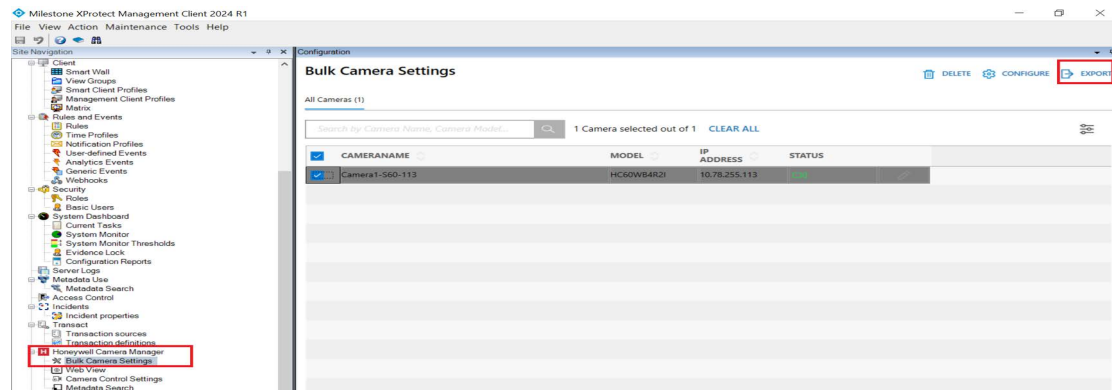 Milestone XProtect Management Client 2024 R1
File View Action Maintenance Tools Help
Site Navigation
Client
Smart Wall
View Groups
Smart Client Profiles
Management Client Profiles
Matrix
Rules and Events
Rules
Time Profiles
Notification Profiles
User-defined Events
Analytics Events
Generic Events
Webhooks
Security
Roles
Basic Users
System Dashboard
Current Tasks
System Monitor
System Monitor Thresholds
Evidence Lock
Configuration Reports
Server Logs
Metadata Use
Metadata Search
Access Control
Incidents
Incident properties
Transact
Transaction sources
Transaction definitions
Honeywell Camera Manager
Bulk Camera Settings
Web View
Camera Control Settings
Metadata Search
Configuration
Bulk Camera Settings
DELETE CONFIGURE EXPORT
All Cameras (1)
Search by Camera Name, Camera Model... 1 Camera selected out of 1 CLEAR ALL
CAMERANAME MODEL IP ADDRESS STATUS
Camera1-S60-113 HC60WB4R2I 10.78.255.113